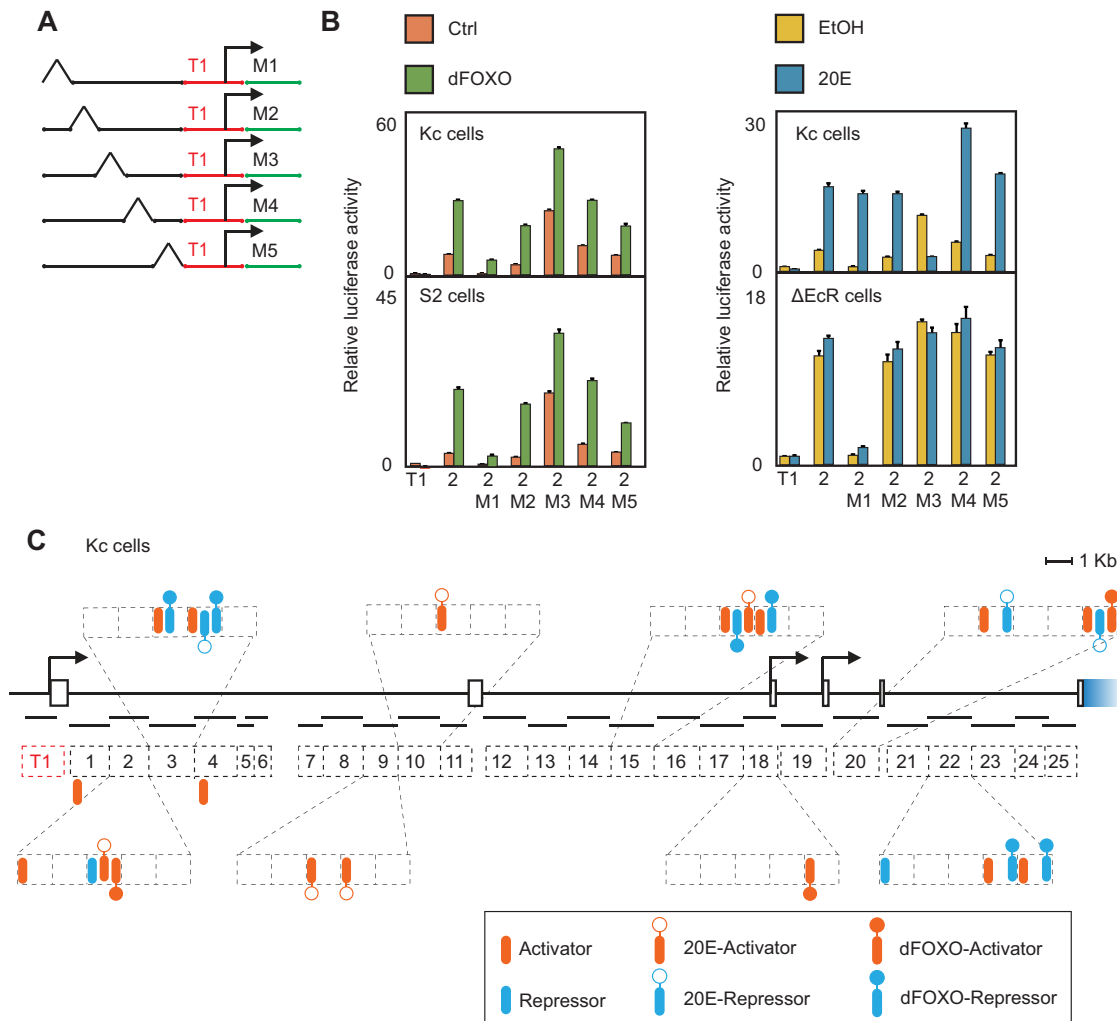 A
T1 M1
T1 M2
T1 M3
T1 M4
T1 M5
B
Ctrl
dFOXO
EtOH
20E
Relative luciferase activity
60
Kc cells
0
45
S2 cells
0
T1 2 2 2 2 2 2
M1 M2 M3 M4 M5
Relative luciferase activity
30
Kc cells
0
18
ΔEcR cells
0
T1 2 2 2 2 2 2
M1 M2 M3 M4 M5
C
Kc cells
1 Kb
T1 1 2 3 4 5 6 7 8 9 10 11 12 13 14 15 16 17 18 19 20 21 22 23 24 25
Activator 20E-Activator dFOXO-Activator
Repressor 20E-Repressor dFOXO-Repressor